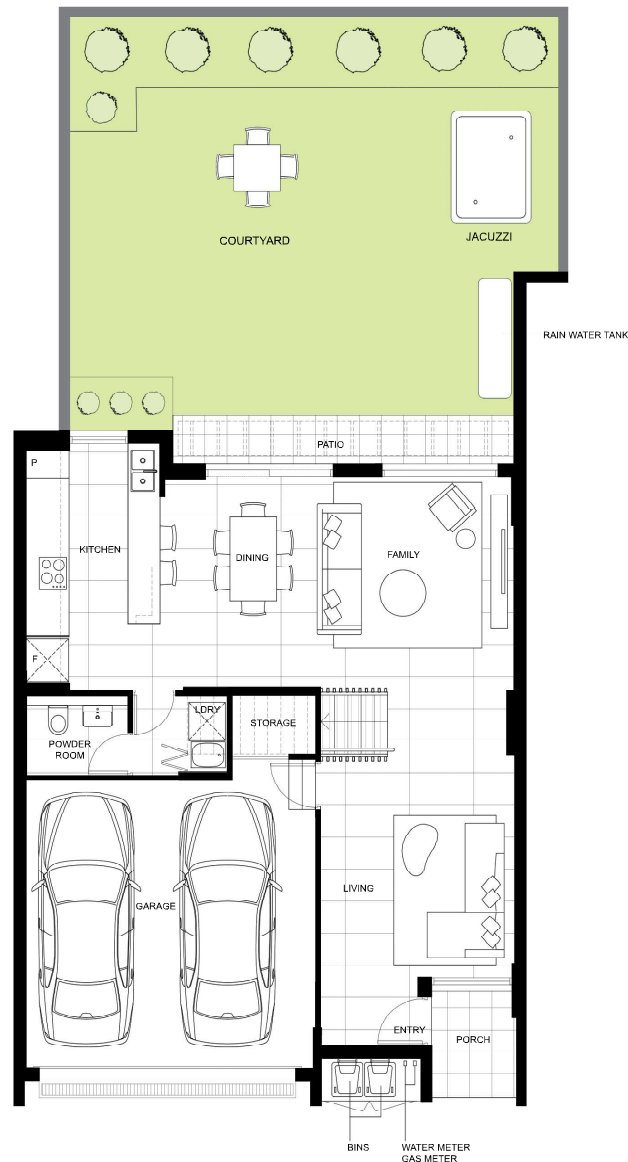 COURTYARD
JACUZZI
RAIN WATER TANK
PATIO
P
KITCHEN
DINING
FAMILY
F
LDRY
STORAGE
POWDER
ROOM
LIVING
GARAGE
ENTRY
PORCH
BINS
WATER METER
GAS METER